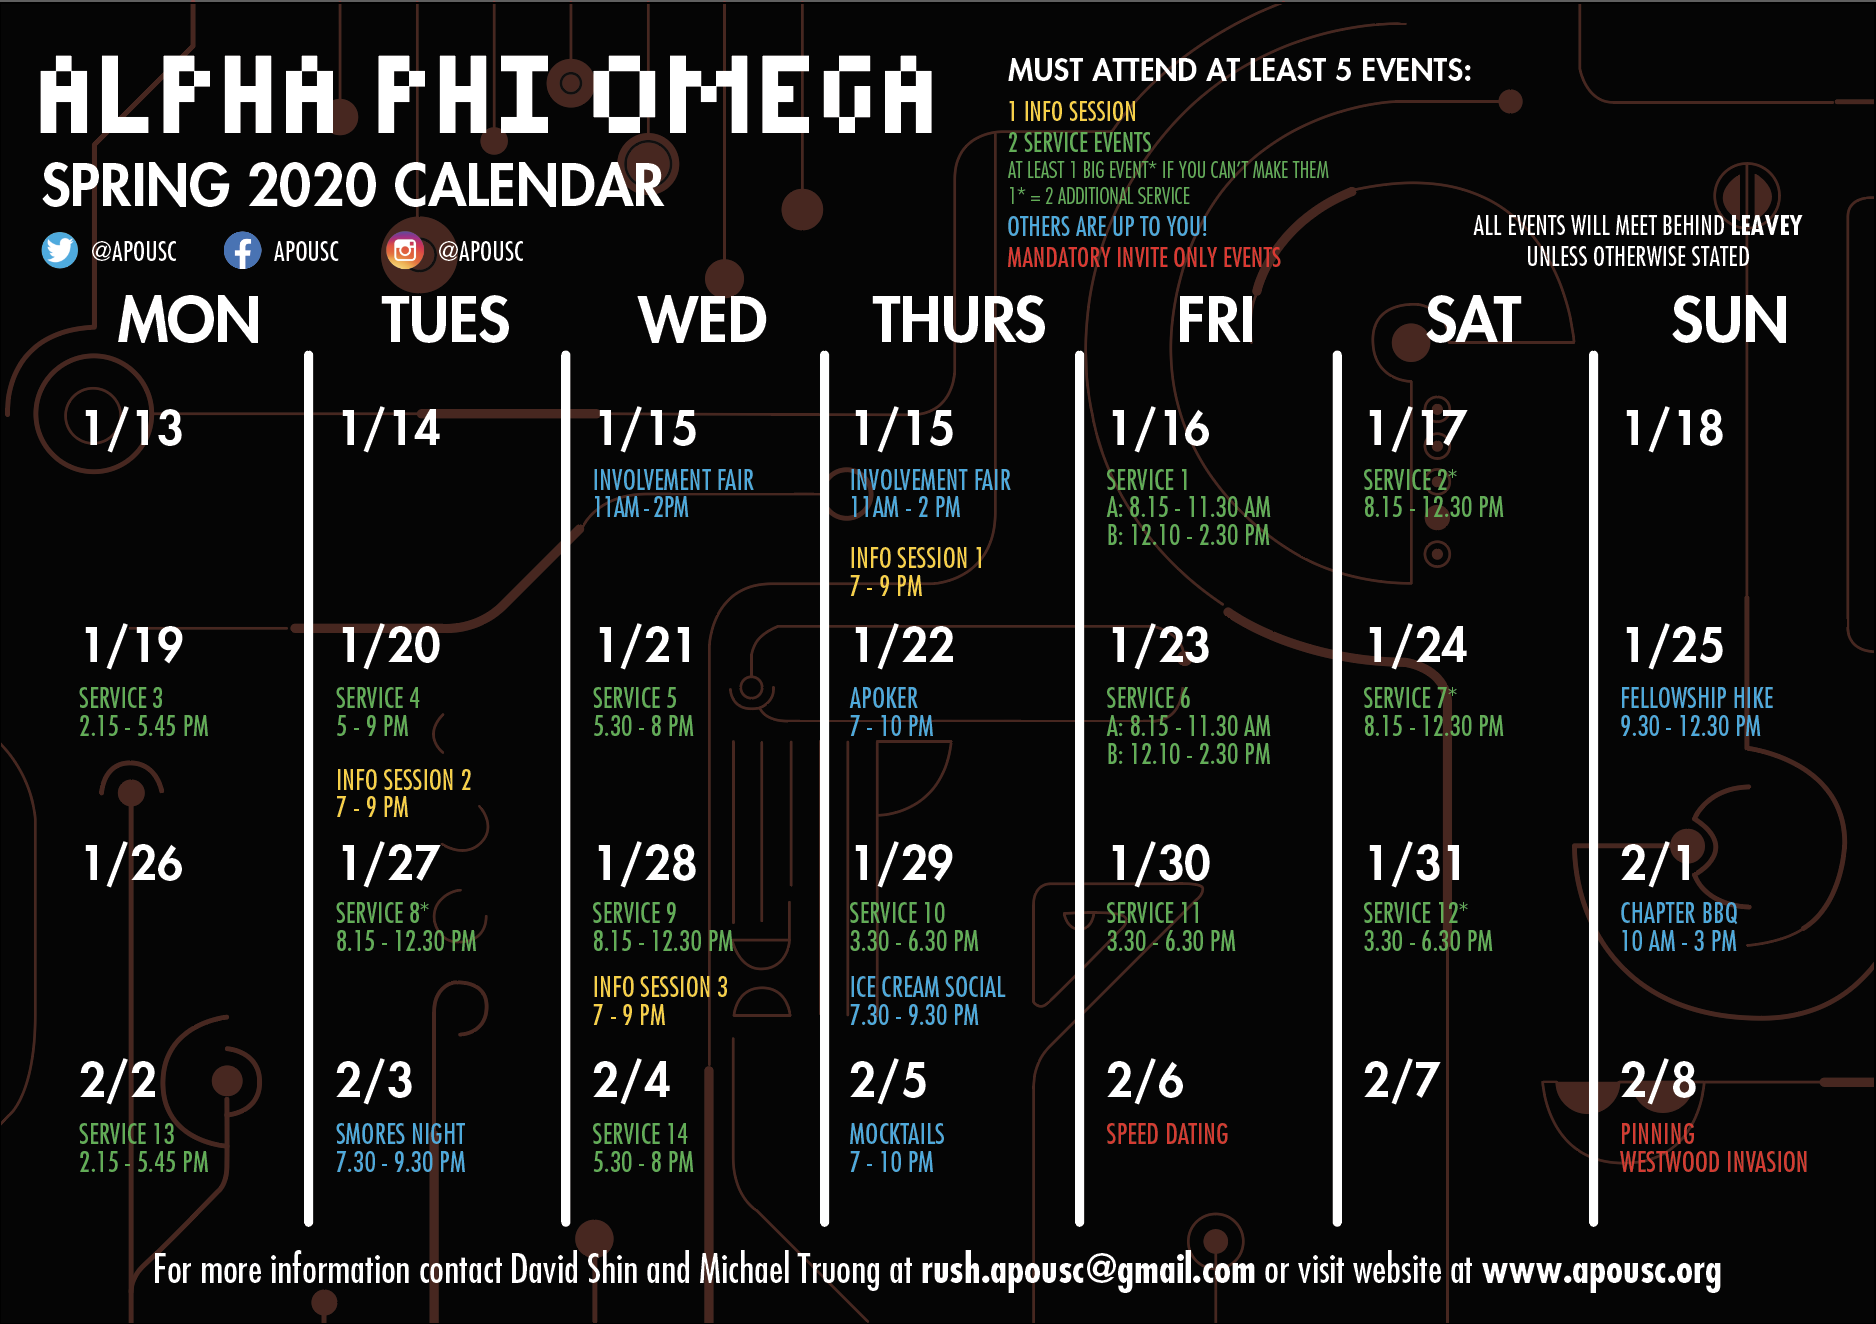 ALPHA PHI OMEGA
SPRING 2020 CALENDAR
@APOUSC APOUSC @APOUSC
MUST ATTEND AT LEAST 5 EVENTS:
1 INFO SESSION
2 SERVICE EVENTS
AT LEAST 1 BIG EVENT* IF YOU CAN'T MAKE THEM
1* = 2 ADDITIONAL SERVICE
OTHERS ARE UP TO YOU!
MANDATORY INVITE ONLY EVENTS
ALL EVENTS WILL MEET BEHIND LEAVEY
UNLESS OTHERWISE STATED
MON TUES WED THURS FRI SAT SUN
1/13
1/14
1/15
INVOLVEMENT FAIR
11AM - 2PM
1/15
INVOLVEMENT FAIR
11AM - 2 PM
INFO SESSION 1
7 - 9 PM
1/16
SERVICE 1
A: 8.15 - 11.30 AM
B: 12.10 - 2.30 PM
1/17
SERVICE 2*
8.15 - 12.30 PM
1/18
1/19
SERVICE 3
2.15 - 5.45 PM
1/20
SERVICE 4
5 - 9 PM
INFO SESSION 2
7 - 9 PM
1/21
SERVICE 5
5.30 - 8 PM
1/22
APOKER
7 - 10 PM
1/23
SERVICE 6
A: 8.15 - 11.30 AM
B: 12.10 - 2.30 PM
1/24
SERVICE 7*
8.15 - 12.30 PM
1/25
FELLOWSHIP HIKE
9.30 - 12.30 PM
1/26
1/27
SERVICE 8*
8.15 - 12.30 PM
1/28
SERVICE 9
8.15 - 12.30 PM
INFO SESSION 3
7 - 9 PM
1/29
SERVICE 10
3.30 - 6.30 PM
ICE CREAM SOCIAL
7.30 - 9.30 PM
1/30
SERVICE 11
3.30 - 6.30 PM
1/31
SERVICE 12*
3.30 - 6.30 PM
2/1
CHAPTER BBQ
10 AM - 3 PM
2/2
SERVICE 13
2.15 - 5.45 PM
2/3
SMORES NIGHT
7.30 - 9.30 PM
2/4
SERVICE 14
5.30 - 8 PM
2/5
MOCKTAILS
7 - 10 PM
2/6
SPEED DATING
2/7
2/8
PINNING
WESTWOOD INVASION
For more information contact David Shin and Michael Truong at rush.apousc@gmail.com or visit website at www.apousc.org